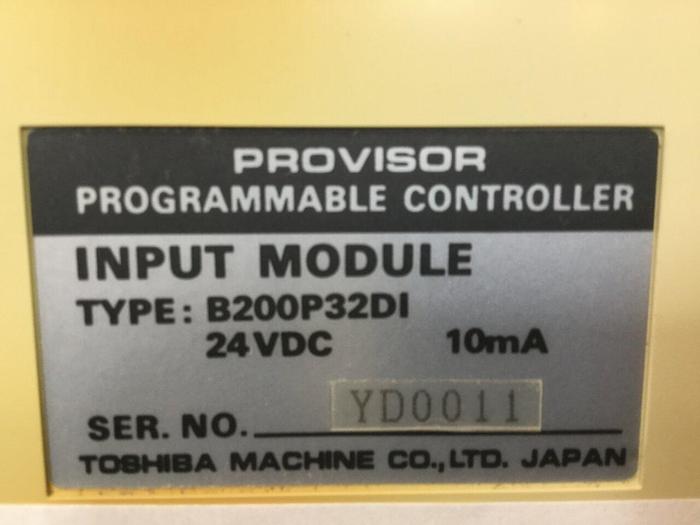 PROVISOR
PROGRAMMABLE CONTROLLER
INPUT MODULE
TYPE: B200P32DI
24VDC 10mA
SER. NO. YD0011
TOSHIBA MACHINE CO.,LTD. JAPAN